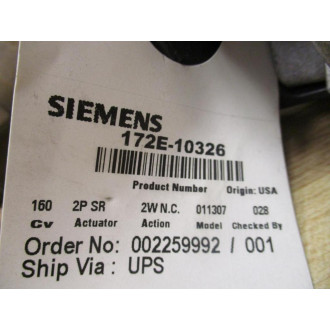 SIEMENS
172E-10326
Product Number Origin: USA
160 2P SR 2W N.C. 011307 02B
Cv Actuator Action Model Checked By
Order No: 002259992 / 001
Ship Via : UPS